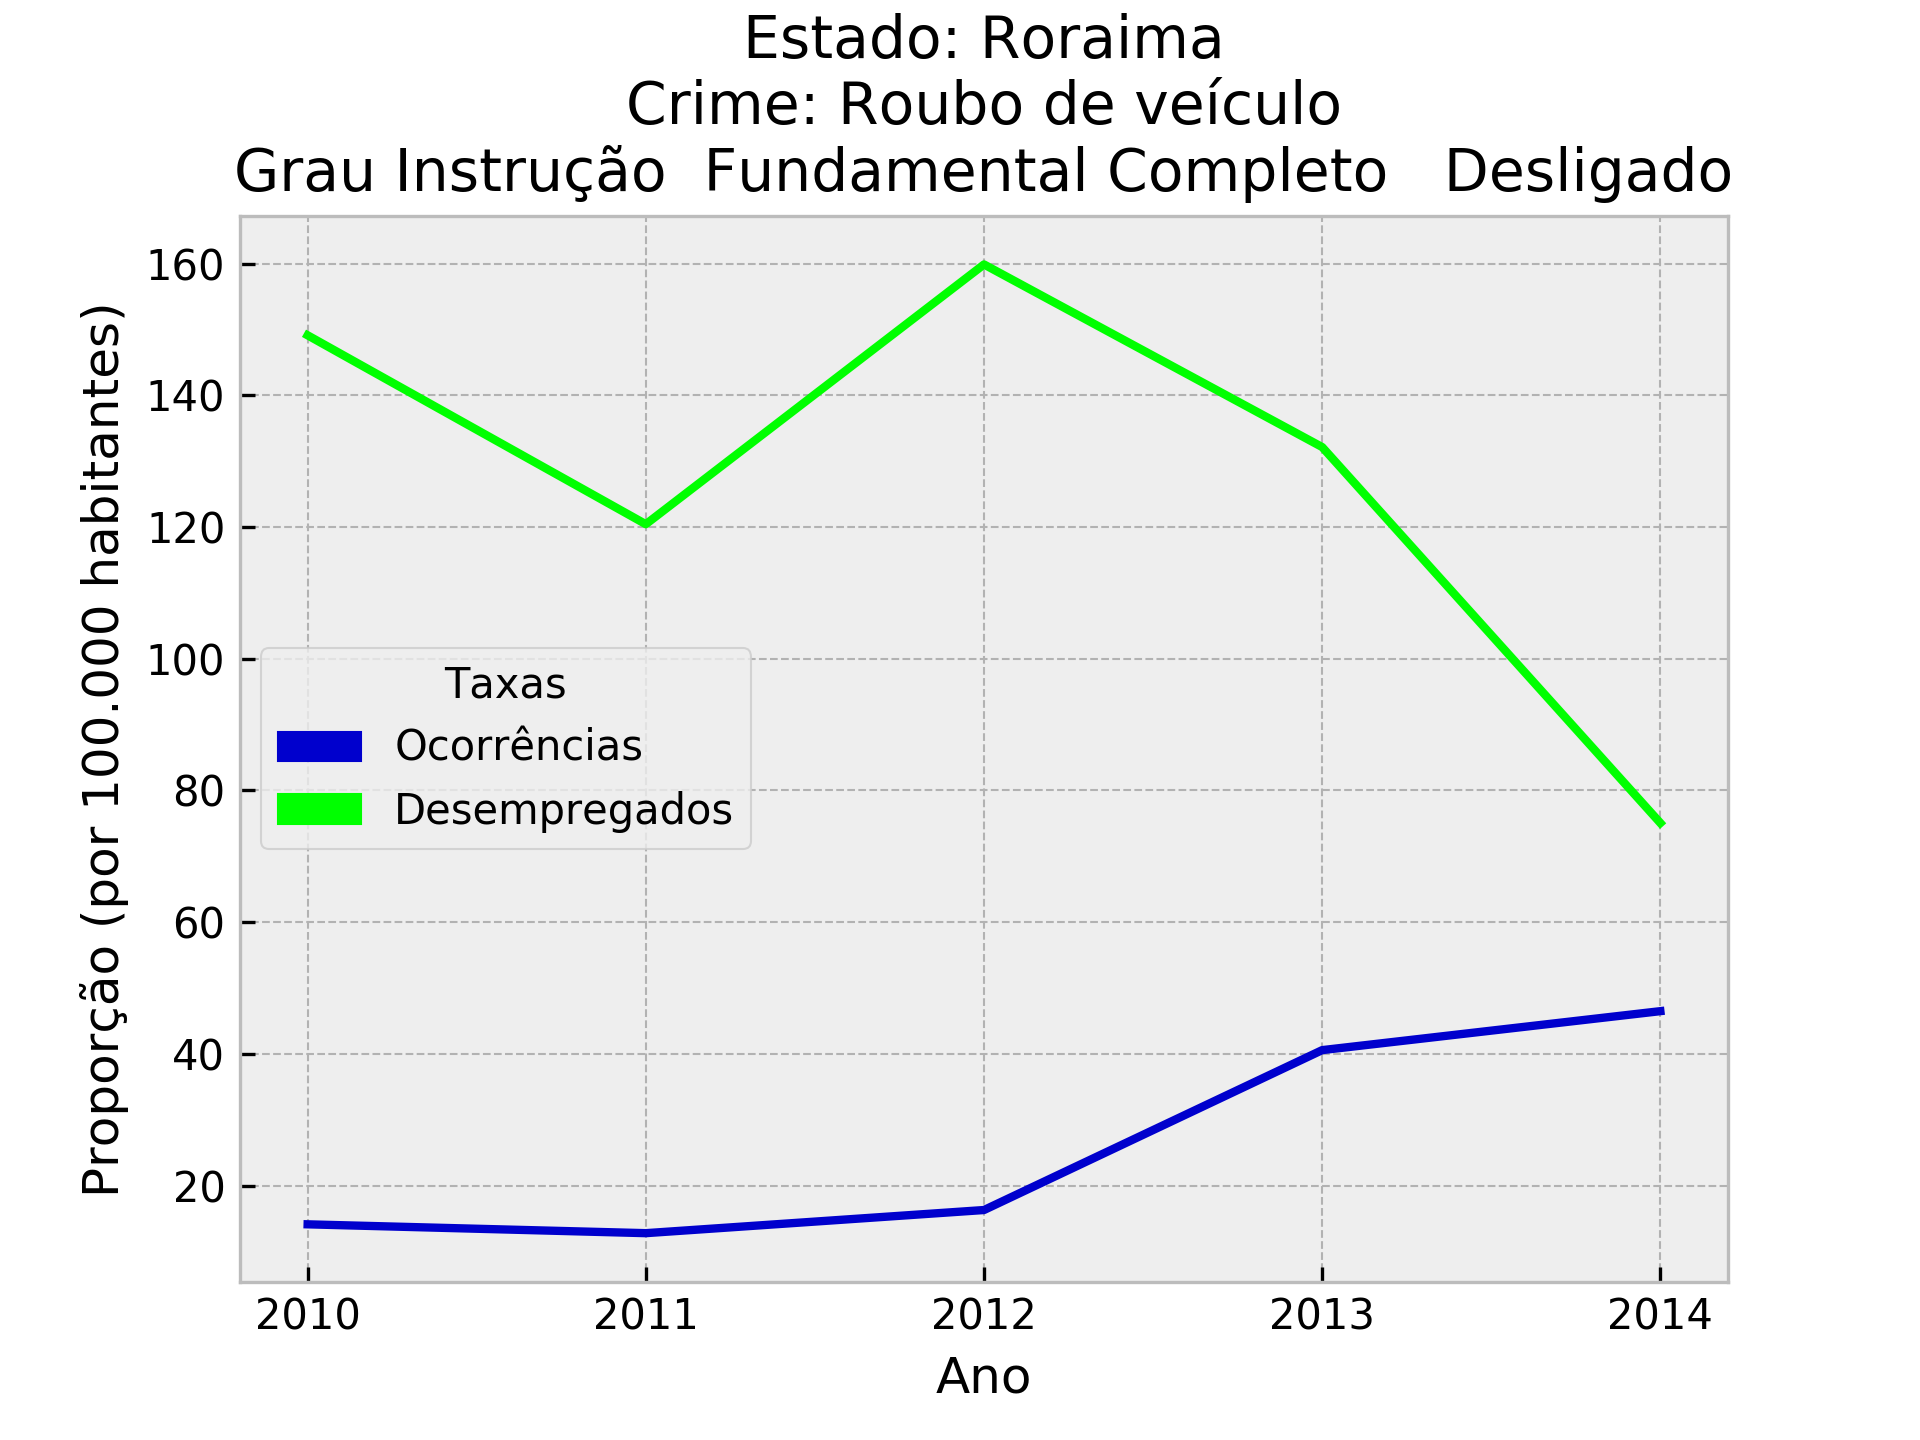 Estado: Roraima
Crime: Roubo de veículo
Grau Instrução  Fundamental Completo   Desligado
Proporção (por 100.000 habitantes)
160
140
120
100
80
60
40
20
Taxas
Ocorrências
Desempregados
2010 2011 2012 2013 2014
Ano